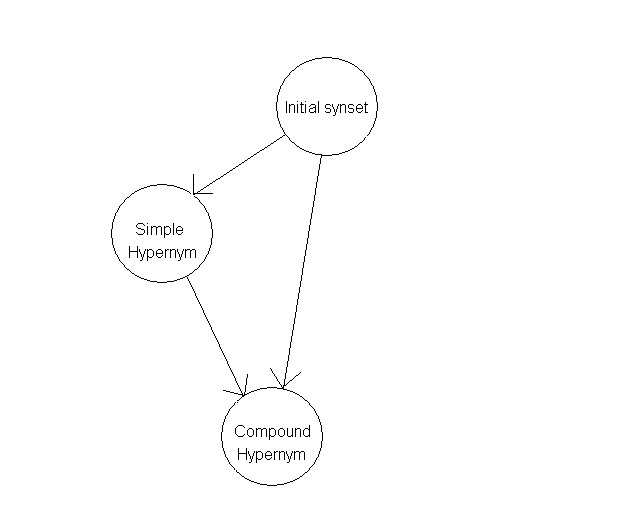 Initial synset
Simple
Hypernym
Compound
Hypernym